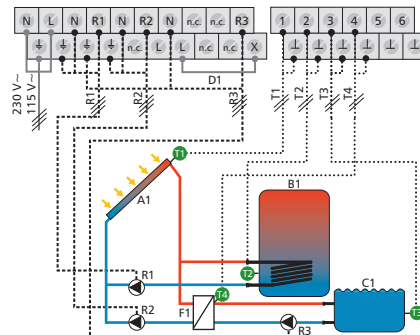 N L N R1 N R2 N n.c. n.c. R3
n.c. L L n.c. n.c. X
1 2 3 4 5 6
D1
230 V~
115 V~
R1
R2
R3
T1
T2
T3
T4
T1
A1
B1
T2
R1
T4
C1
R2
F1
R3